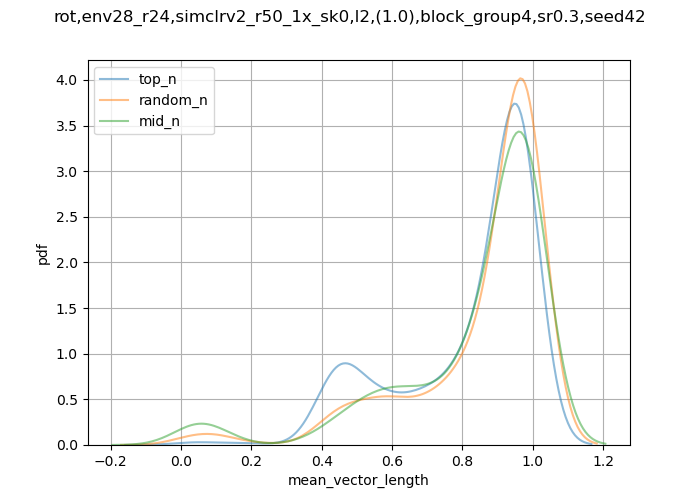 rot,env28_r24,simclrv2_r50_1x_sk0,l2,(1.0),block_group4,sr0.3,seed42
top_n
random_n
mid_n
4.0
3.5
3.0
2.5
2.0
1.5
1.0
0.5
0.0
pdf
−0.2 0.0 0.2 0.4 0.6 0.8 1.0 1.2
mean_vector_length